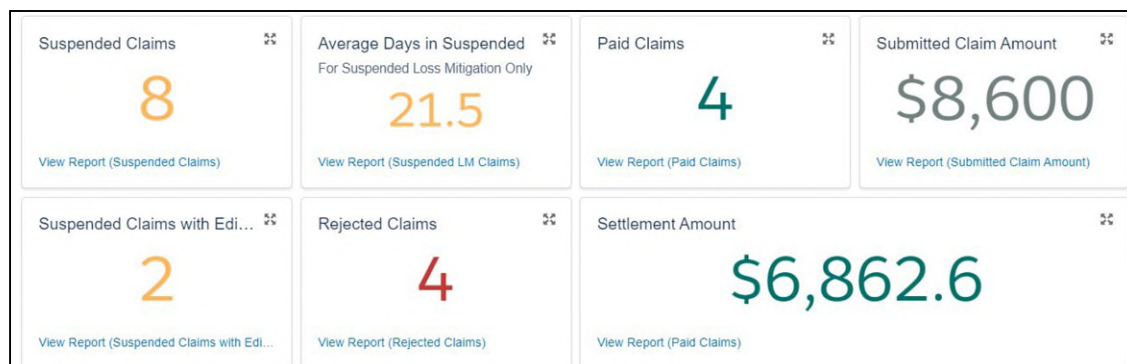 Suspended Claims
8
View Report (Suspended Claims)
Average Days in Suspended
For Suspended Loss Mitigation Only
21.5
View Report (Suspended LM Claims)
Paid Claims
4
View Report (Paid Claims)
Submitted Claim Amount
$8,600
View Report (Submitted Claim Amount)
Suspended Claims with Edi...
2
View Report (Suspended Claims with Edi...
Rejected Claims
4
View Report (Rejected Claims)
Settlement Amount
$6,862.6
View Report (Paid Claims)